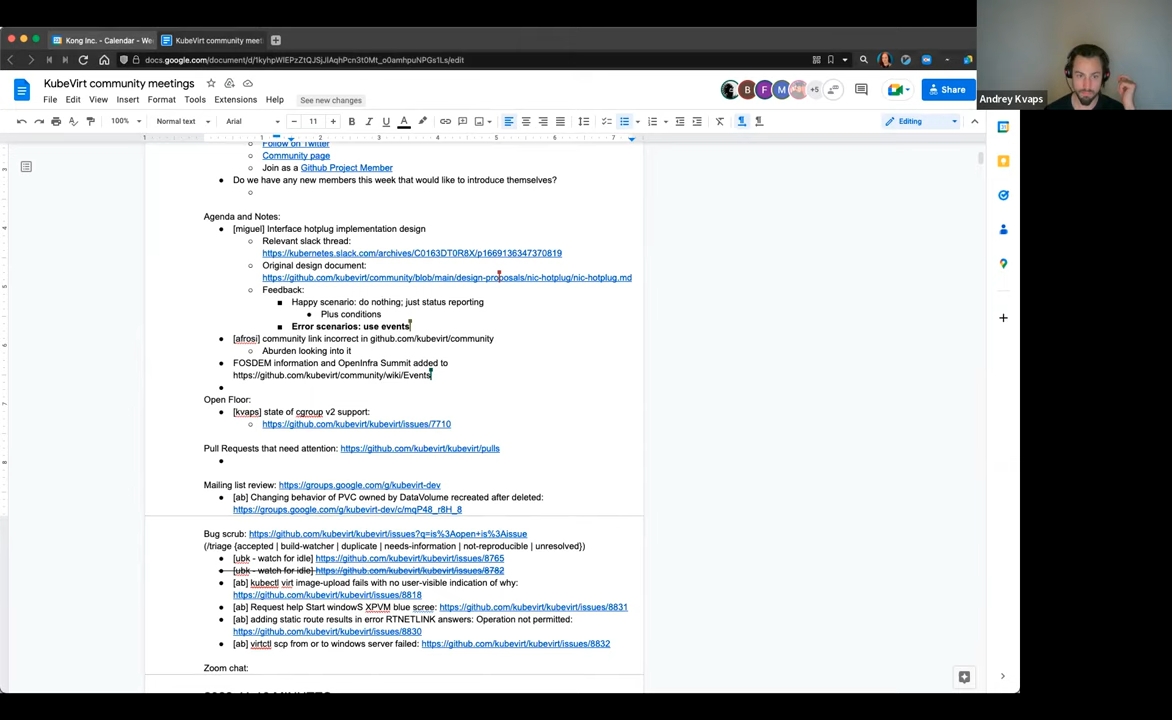 Kong Inc. - Calendar - We
KubeVirt community meet
docs.google.com/document/d/1kyhpWlEPzZtQJSjlAqhPcn3t0Mt_o0amhpuNPGs1Ls/edit
Andrey Kvaps
KubeVirt community meetings
File Edit View Insert Format Tools Extensions Help
See new changes
B F M +5
Share
100% Normal text Arial 11 B I U A
Editing
1 1 2 3 4 5 6 7
Follow on Twitter
Community page
Join as a Github Project Member
Do we have any new members this week that would like to introduce themselves?
Agenda and Notes:
[miguel] Interface hotplug implementation design
Relevant slack thread:
https://kubernetes.slack.com/archives/C0163DT0R8X/p1669136347370819
Original design document:
https://github.com/kubevirt/community/blob/main/design-proposals/nic-hotplug/nic-hotplug.md
Feedback:
Happy scenario: do nothing; just status reporting
Plus conditions
Error scenarios: use events
[afrosi] community link incorrect in github.com/kubevirt/community
Aburden looking into it
FOSDEM information and OpenInfra Summit added to
https://github.com/kubevirt/community/wiki/Events
Open Floor:
[kvaps] state of cgroup v2 support:
https://github.com/kubevirt/kubevirt/issues/7710
Pull Requests that need attention: https://github.com/kubevirt/kubevirt/pulls
Mailing list review: https://groups.google.com/g/kubevirt-dev
[ab] Changing behavior of PVC owned by DataVolume recreated after deleted:
https://groups.google.com/g/kubevirt-dev/c/mqP48_r8H_8
Bug scrub: https://github.com/kubevirt/kubevirt/issues?q=is%3Aopen+is%3Aissue
(/triage {accepted | build-watcher | duplicate | needs-information | not-reproducible | unresolved})
[ubk - watch for idle] https://github.com/kubevirt/kubevirt/issues/8765
[ubk - watch for idle] https://github.com/kubevirt/kubevirt/issues/8782
[ab] kubectl virt image-upload fails with no user-visible indication of why:
https://github.com/kubevirt/kubevirt/issues/8818
[ab] Request help Start windowS XPVM blue scree: https://github.com/kubevirt/kubevirt/issues/8831
[ab] adding static route results in error RTNETLINK answers: Operation not permitted:
https://github.com/kubevirt/kubevirt/issues/8830
[ab] virtctl scp from or to windows server failed: https://github.com/kubevirt/kubevirt/issues/8832
Zoom chat: